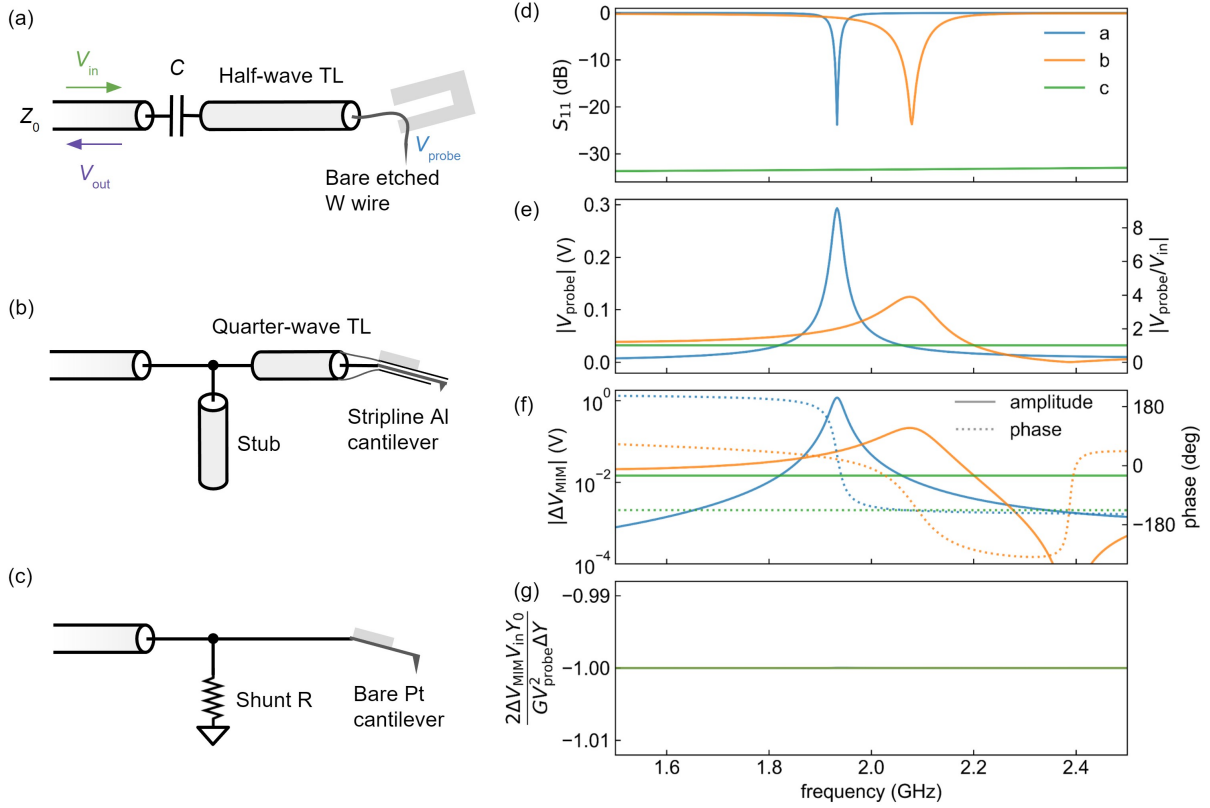 (a)
V_in
C
Half-wave TL
Z_0
V_probe
V_out
Bare etched
W wire
(b)
Quarter-wave TL
Stub
Stripline Al
cantilever
(c)
Shunt R
Bare Pt
cantilever
(d)
0
−10
−20
−30
S_11 (dB)
a
b
c
(e)
0.3
0.2
0.1
0.0
|V_probe| (V)
8
6
4
2
0
|V_probe/V_in|
(f)
10^0
10^−2
10^−4
|ΔV_MIM| (V)
amplitude
phase
180
0
−180
phase (deg)
(g)
−0.99
−1.00
−1.01
2ΔV_MIM V_in Y_0
GV^2_probe ΔY
1.6
1.8
2.0
2.2
2.4
frequency (GHz)